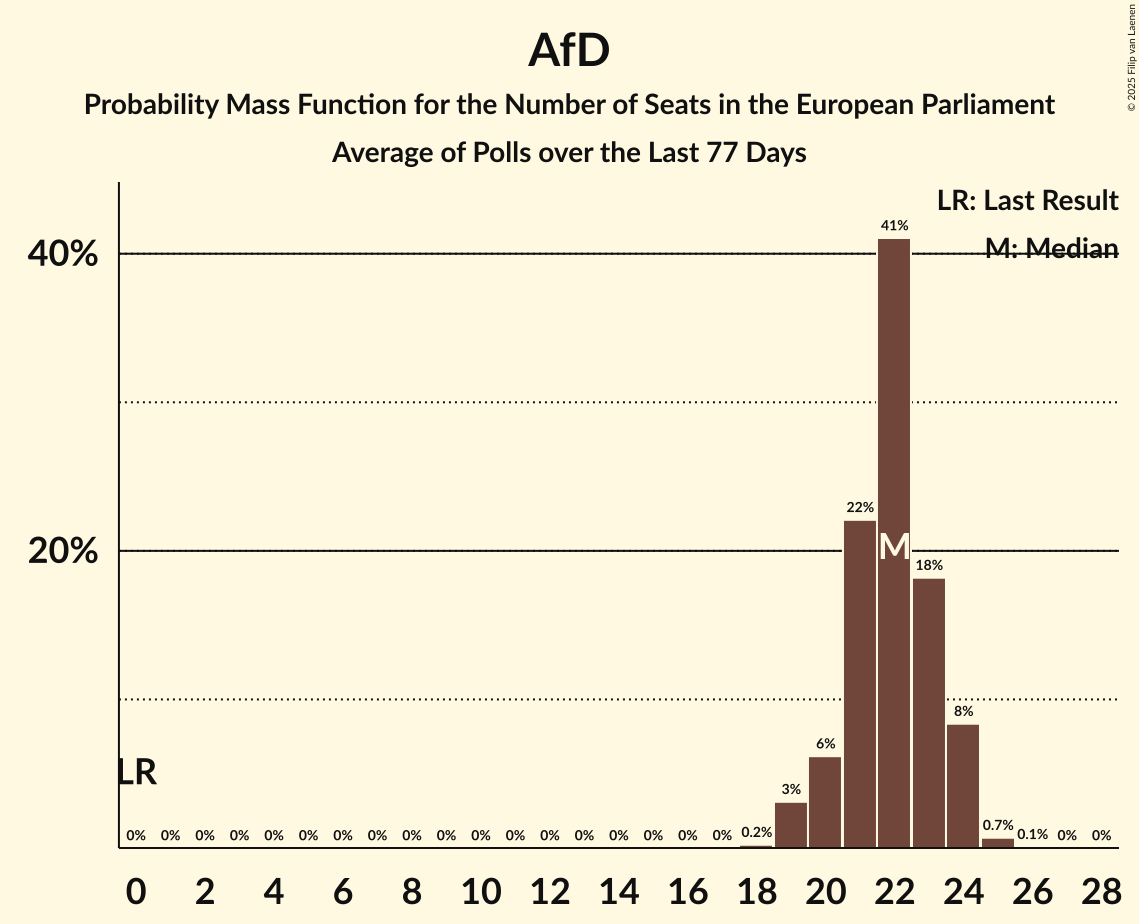 AfD
Probability Mass Function for the Number of Seats in the European Parliament
Average of Polls over the Last 77 Days
© 2025 Filip van Laenen
LR: Last Result
M: Median
40%
20%
41%
22%
M
18%
8%
6%
3%
LR
0% 0% 0% 0% 0% 0% 0% 0% 0% 0% 0% 0% 0% 0% 0% 0% 0% 0% 0.2% 0.7% 0.1% 0% 0%
0 2 4 6 8 10 12 14 16 18 20 22 24 26 28